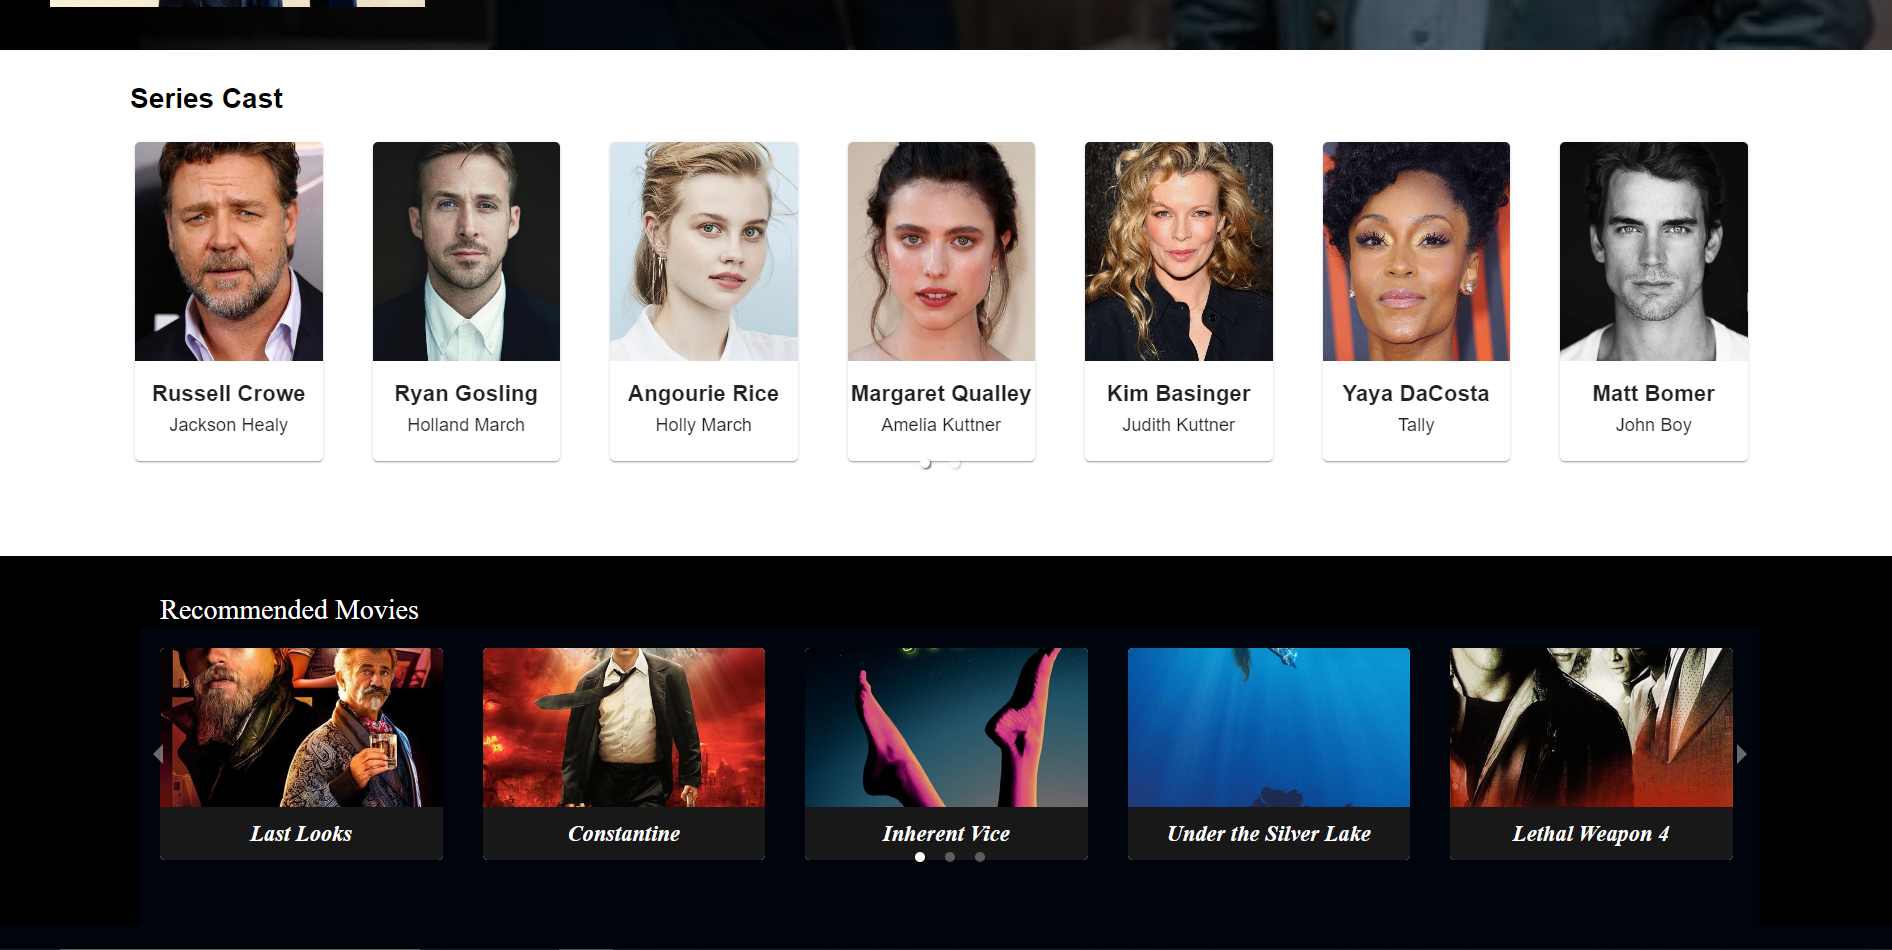 Series Cast
Russell Crowe
Jackson Healy
Ryan Gosling
Holland March
Angourie Rice
Holly March
Margaret Qualley
Amelia Kuttner
Kim Basinger
Judith Kuttner
Yaya DaCosta
Tally
Matt Bomer
John Boy
Recommended Movies
Last Looks
Constantine
Inherent Vice
Under the Silver Lake
Lethal Weapon 4